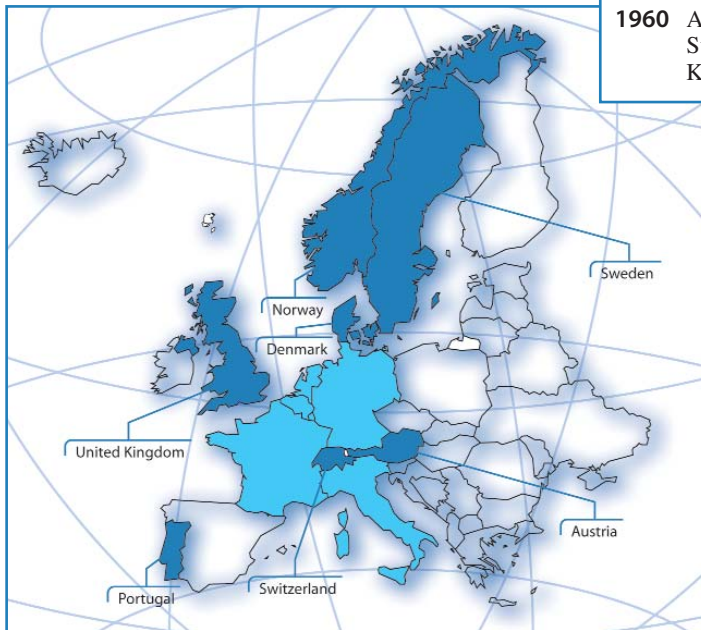 1960 A
S
K
Sweden
Norway
Denmark
United Kingdom
Austria
Switzerland
Portugal